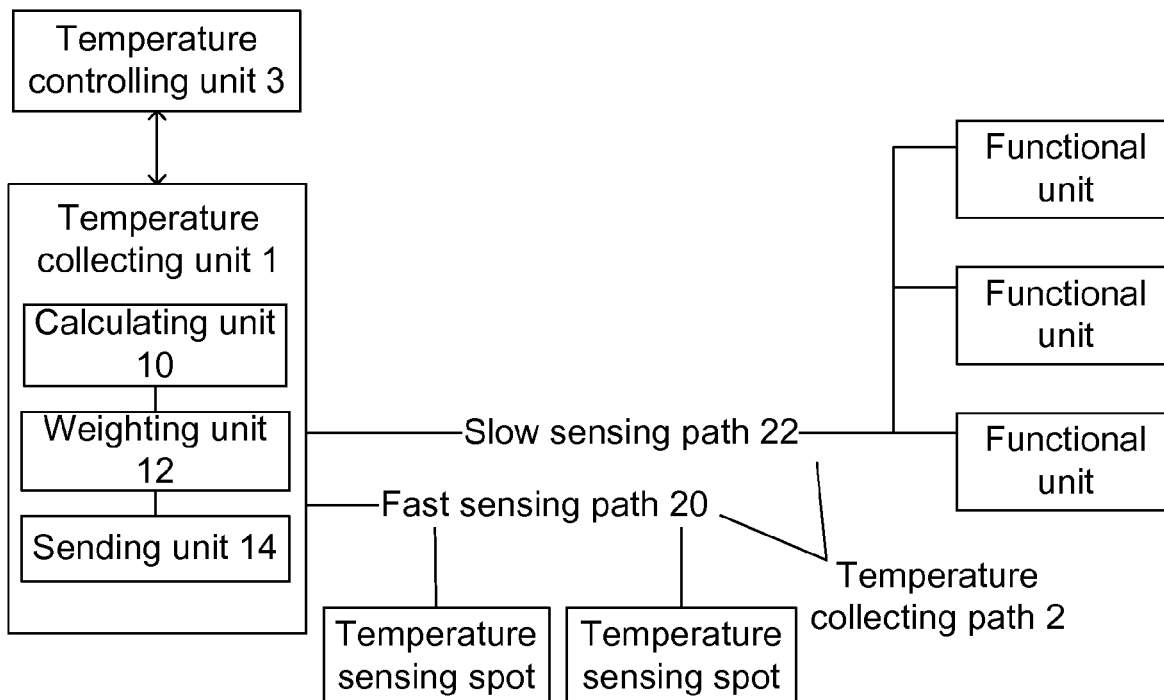 Temperature
controlling unit 3
Temperature
collecting unit 1
Calculating unit
10
Weighting unit
12
Sending unit 14
Slow sensing path 22
Fast sensing path 20
Functional
unit
Functional
unit
Functional
unit
Temperature
collecting path 2
Temperature
sensing spot
Temperature
sensing spot